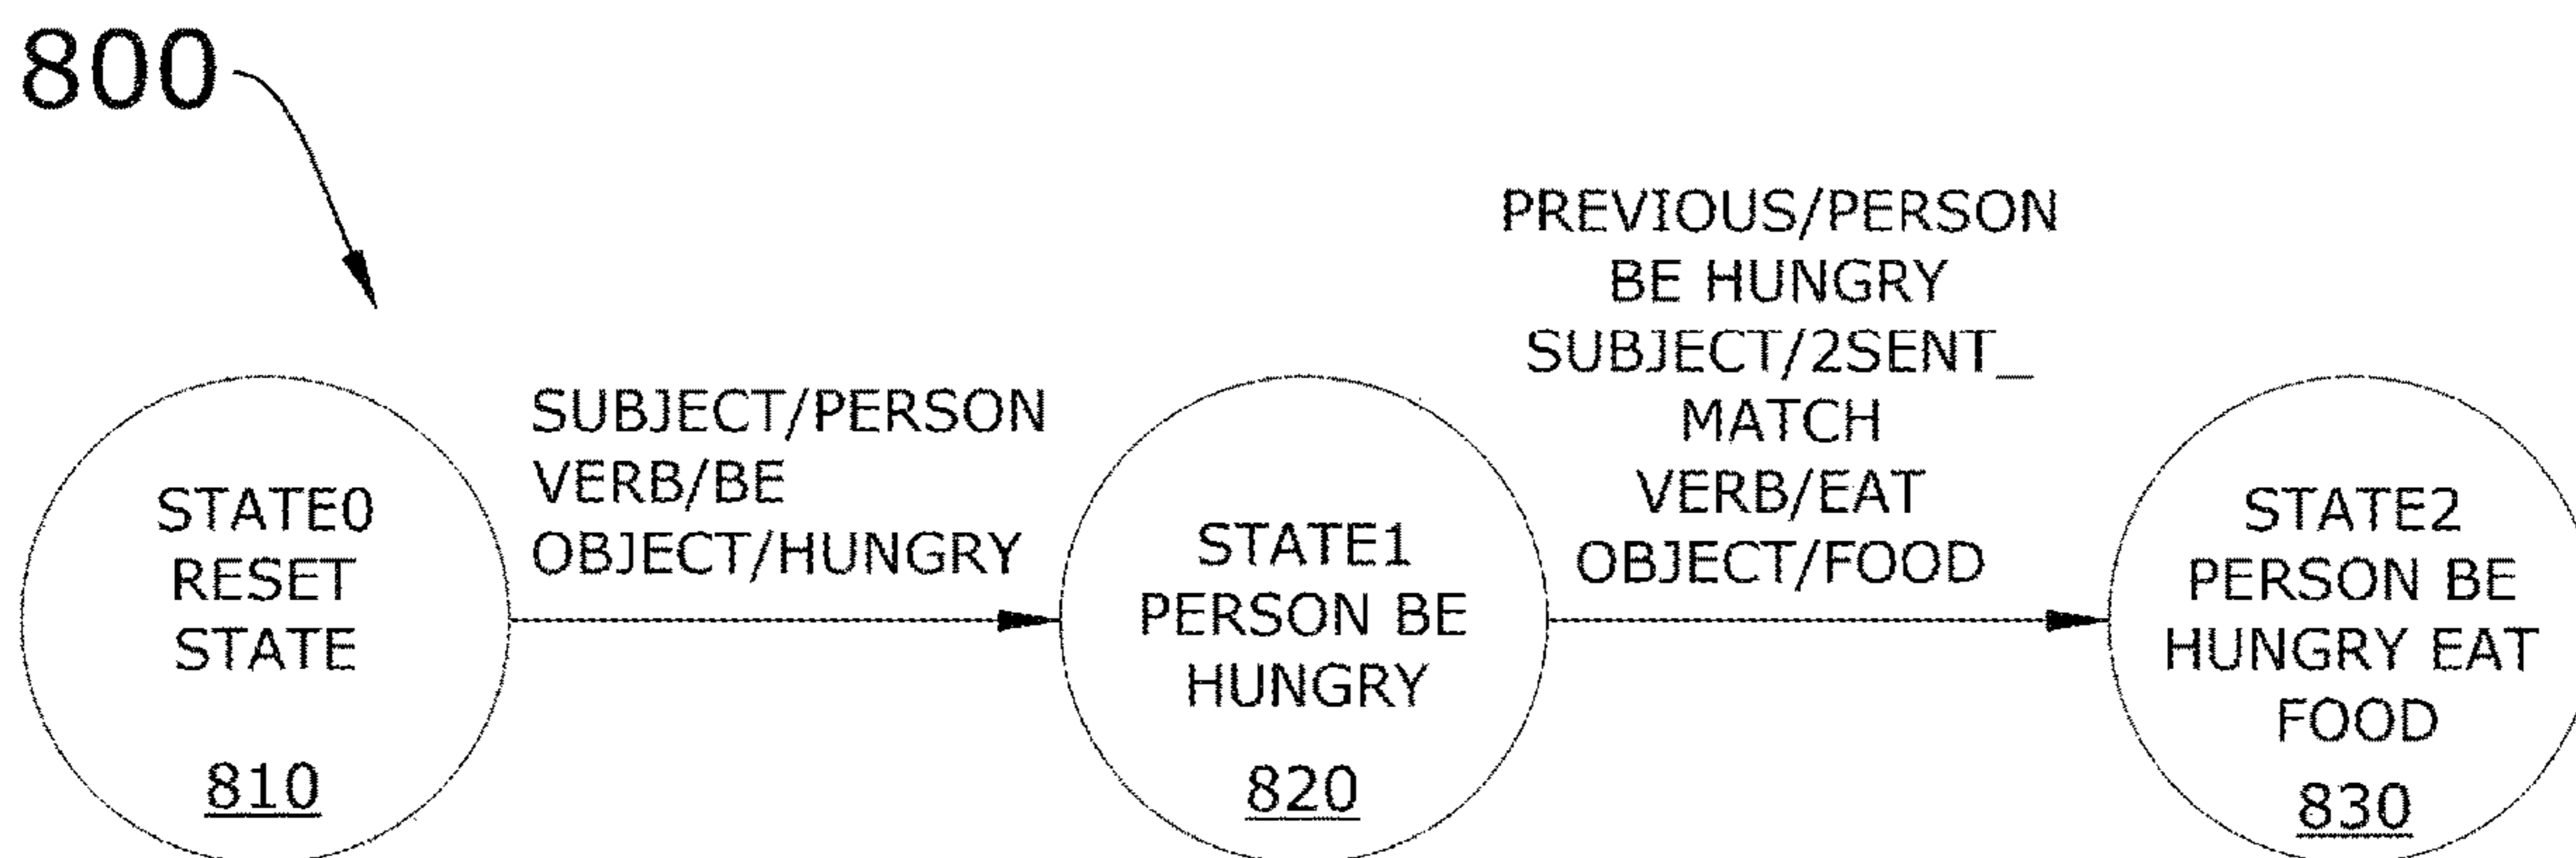 800
STATE0
RESET
STATE
810
SUBJECT/PERSON
VERB/BE
OBJECT/HUNGRY
STATE1
PERSON BE
HUNGRY
820
PREVIOUS/PERSON
BE HUNGRY
SUBJECT/2SENT_
MATCH
VERB/EAT
OBJECT/FOOD
STATE2
PERSON BE
HUNGRY EAT
FOOD
830